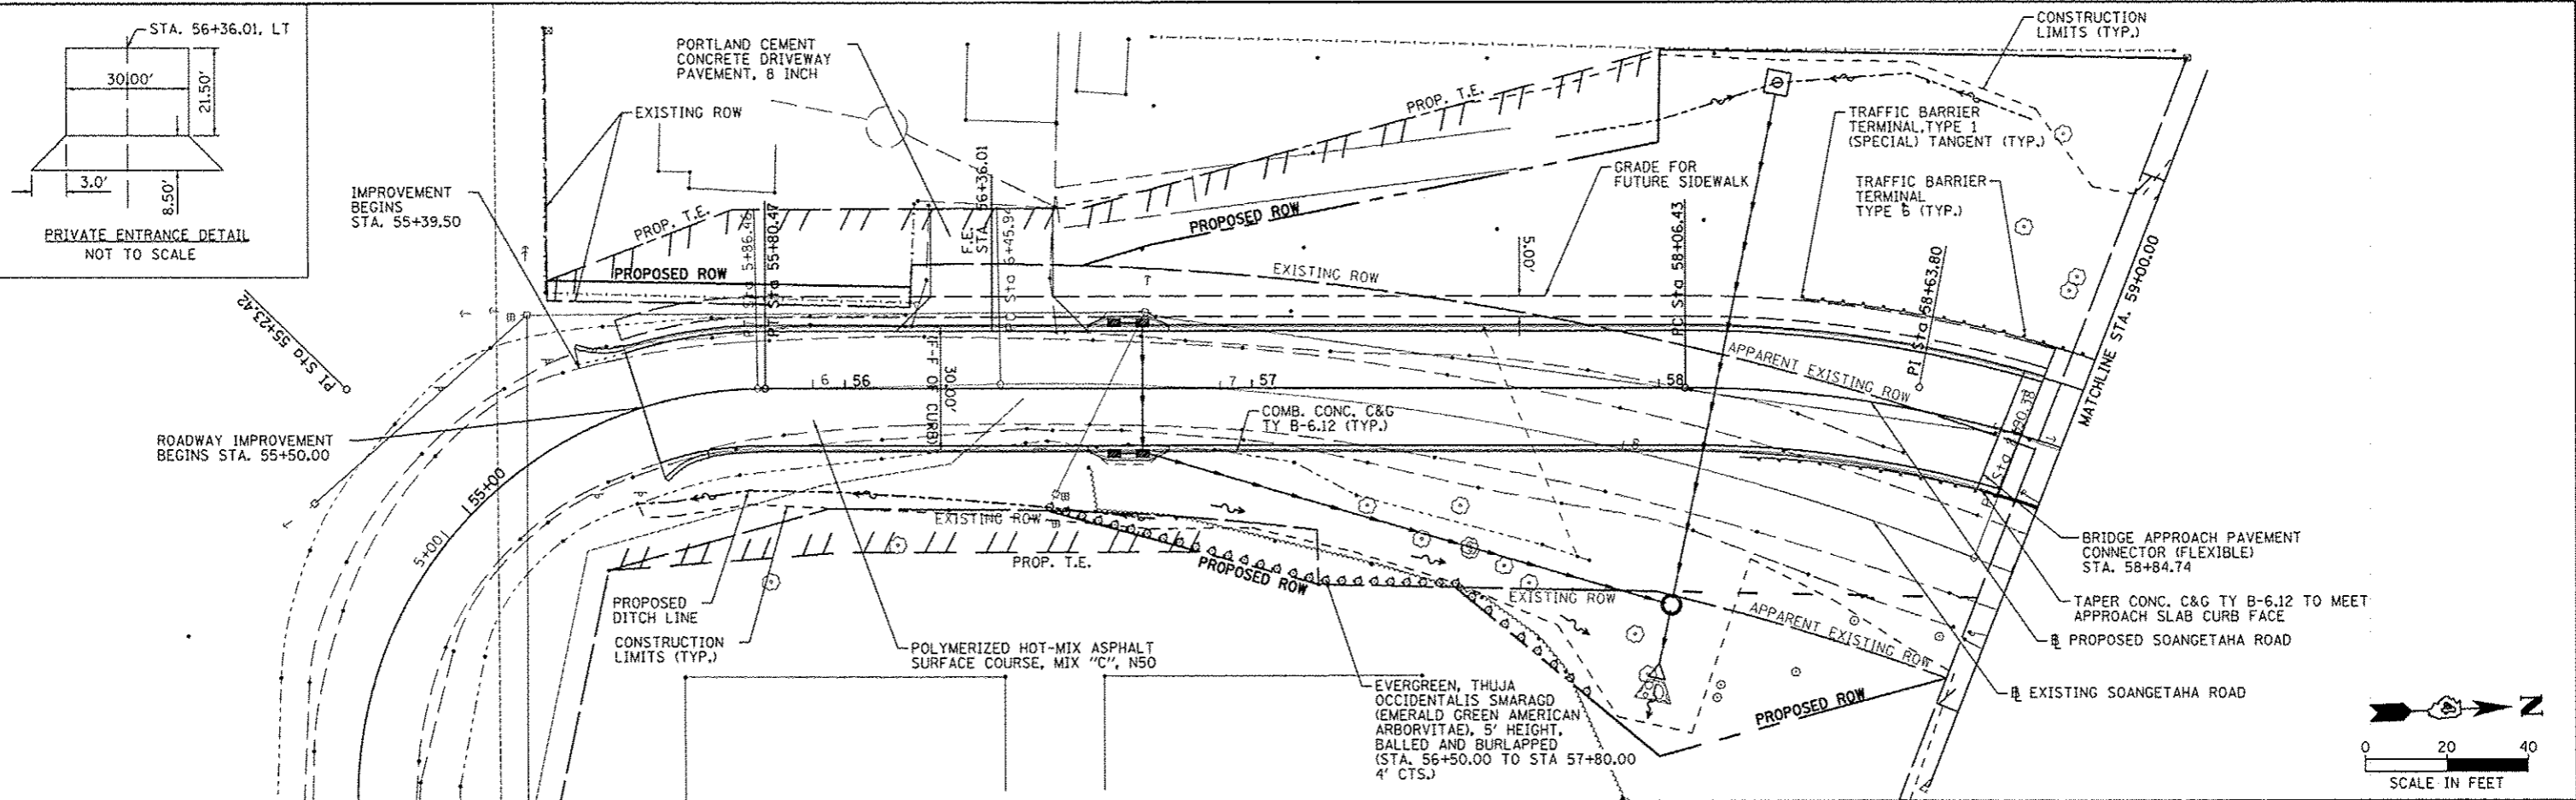 STA. 56+36.01, LT
30.00'
21.50'
3.0'
8.50'
PRIVATE ENTRANCE DETAIL
NOT TO SCALE
PORTLAND CEMENT
CONCRETE DRIVEWAY
PAVEMENT, 8 INCH
EXISTING ROW
IMPROVEMENT
BEGINS
STA. 55+39.50
PROP. T.E.
PROPOSED ROW
PT Sta 55+80.47
F.E.
STA. 56+36.01
PROP. T.E.
PROPOSED ROW
EXISTING ROW
5.00'
GRADE FOR
FUTURE SIDEWALK
PC Sta 58+06.43
CONSTRUCTION
LIMITS (TYP.)
TRAFFIC BARRIER
TERMINAL, TYPE 1
(SPECIAL) TANGENT (TYP.)
TRAFFIC BARRIER
TERMINAL
TYPE 6 (TYP.)
PI Sta 58+63.80
MATCHLINE STA. 59+00.00
PI Sta 55+23.42
APPARENT EXISTING ROW
6
56
7
57
58
30.00'
(F-F OF CURB)
COMB. CONC. C&G
TY B-6.12 (TYP.)
8
ROADWAY IMPROVEMENT
BEGINS STA. 55+50.00
55+00
5+00
EXISTING ROW
PROP. T.E.
PROPOSED ROW
EXISTING ROW
APPARENT EXISTING ROW
PROPOSED ROW
PROPOSED
DITCH LINE
CONSTRUCTION
LIMITS (TYP.)
POLYMERIZED HOT-MIX ASPHALT
SURFACE COURSE, MIX "C", N50
EVERGREEN, THUJA
OCCIDENTALIS SMARAGD
(EMERALD GREEN AMERICAN
ARBORVITAE), 5' HEIGHT,
BALLED AND BURLAPPED
(STA. 56+50.00 TO STA 57+80.00
4' CTS.)
BRIDGE APPROACH PAVEMENT
CONNECTOR (FLEXIBLE)
STA. 58+84.74
TAPER CONC. C&G TY B-6.12 TO MEET
APPROACH SLAB CURB FACE
℄ PROPOSED SOANGETAHA ROAD
℄ EXISTING SOANGETAHA ROAD
N
0 20 40
SCALE IN FEET